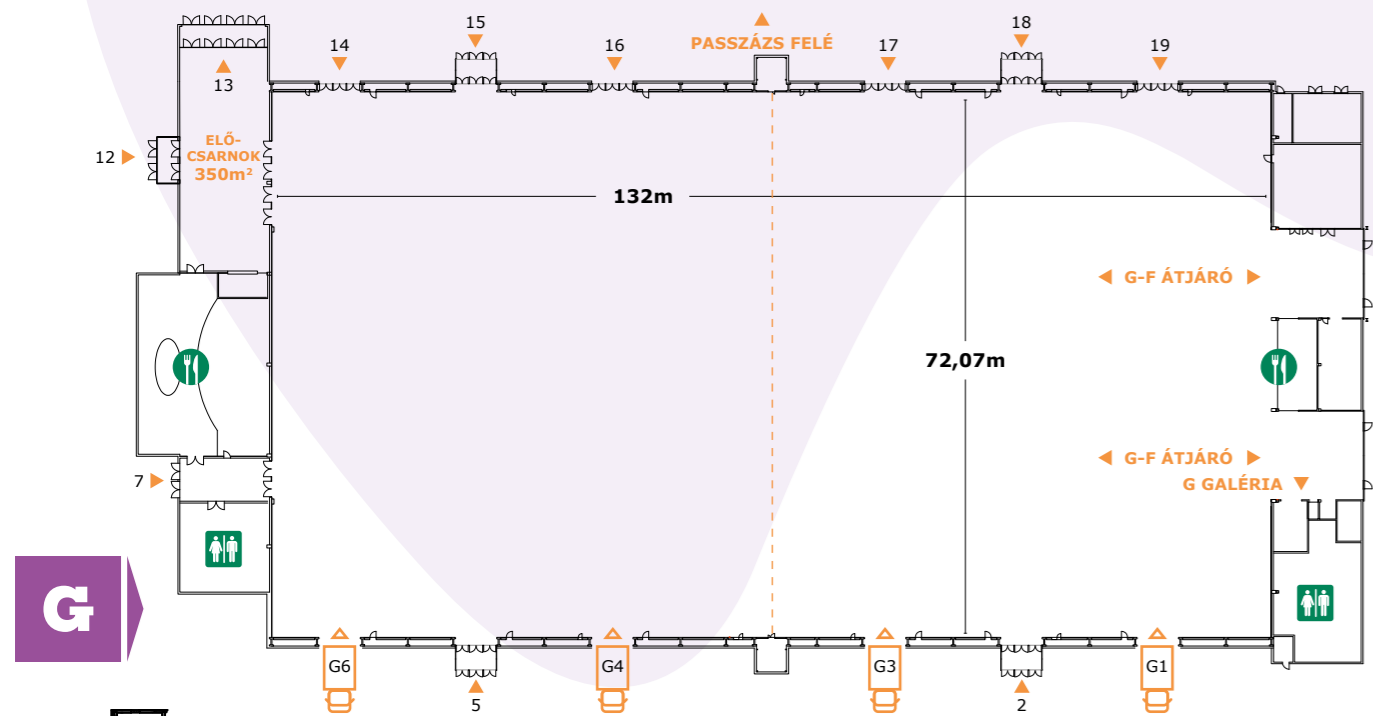 15
18
14
16
PASSZÁZS FELÉ
17
19
13
12
ELŐ-
CSARNOK
350m²
132m
G-F ÁTJÁRÓ
72,07m
G-F ÁTJÁRÓ
7
G GALÉRIA
G
G6
G4
G3
G1
5
2